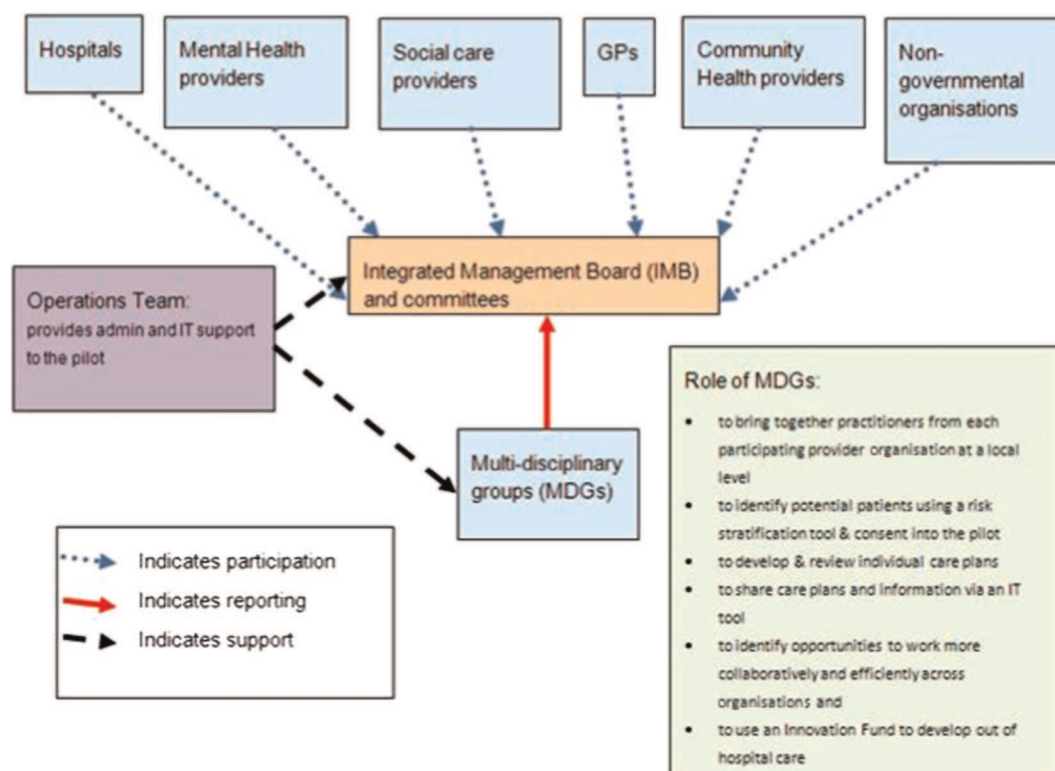 Hospitals
Mental Health
providers
Social care
providers
GPs
Community
Health providers
Non-
governmental
organisations
Integrated Management Board (IMB)
and committees
Operations Team:
provides admin and IT support
to the pilot
Multi-disciplinary
groups (MDGs)
Indicates participation
Indicates reporting
Indicates support
Role of MDGs:
• to bring together practitioners from each
participating provider organisation at a local
level
• to identify potential patients using a risk
stratification tool & consent into the pilot
• to develop & review individual care plans
• to share care plans and information via an IT
tool
• to identify opportunities to work more
collaboratively and efficiently across
organisations and
• to use an Innovation Fund to develop out of
hospital care